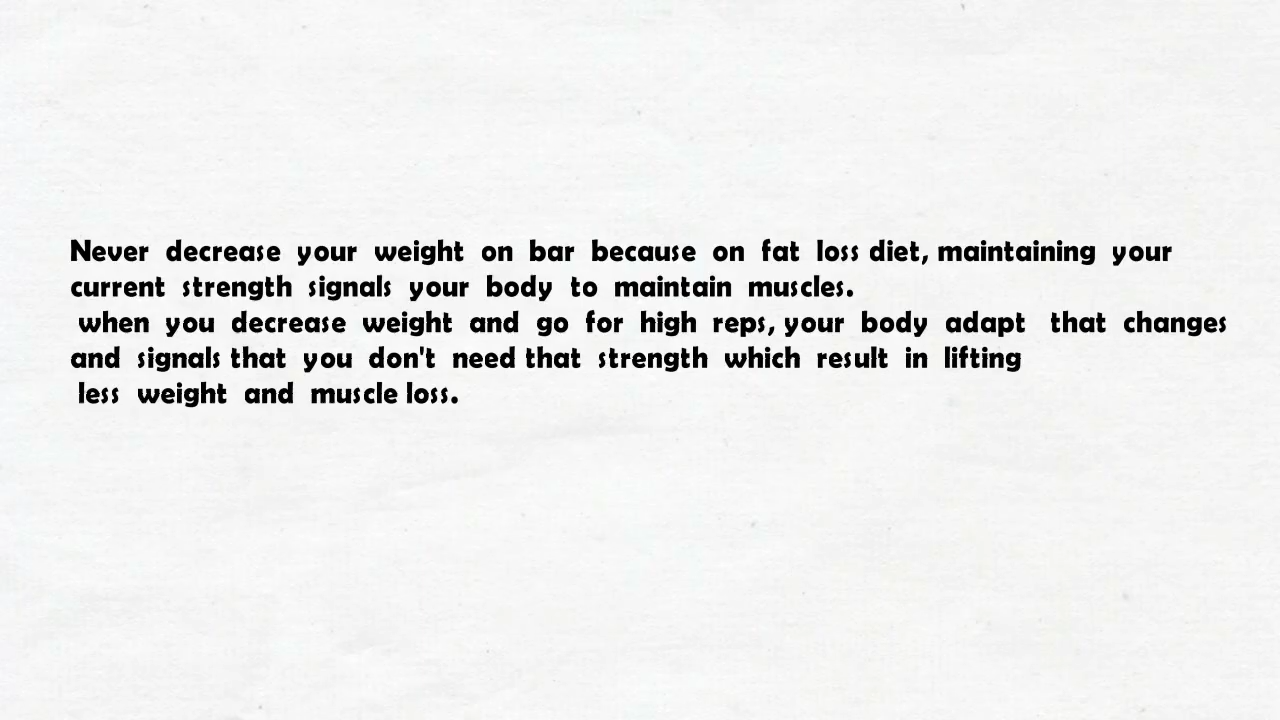 Never decrease your weight on bar because on fat loss diet, maintaining your
current strength signals your body to maintain muscles.
when you decrease weight and go for high reps, your body adapt that changes
and signals that you don't need that strength which result in lifting
less weight and muscle loss.